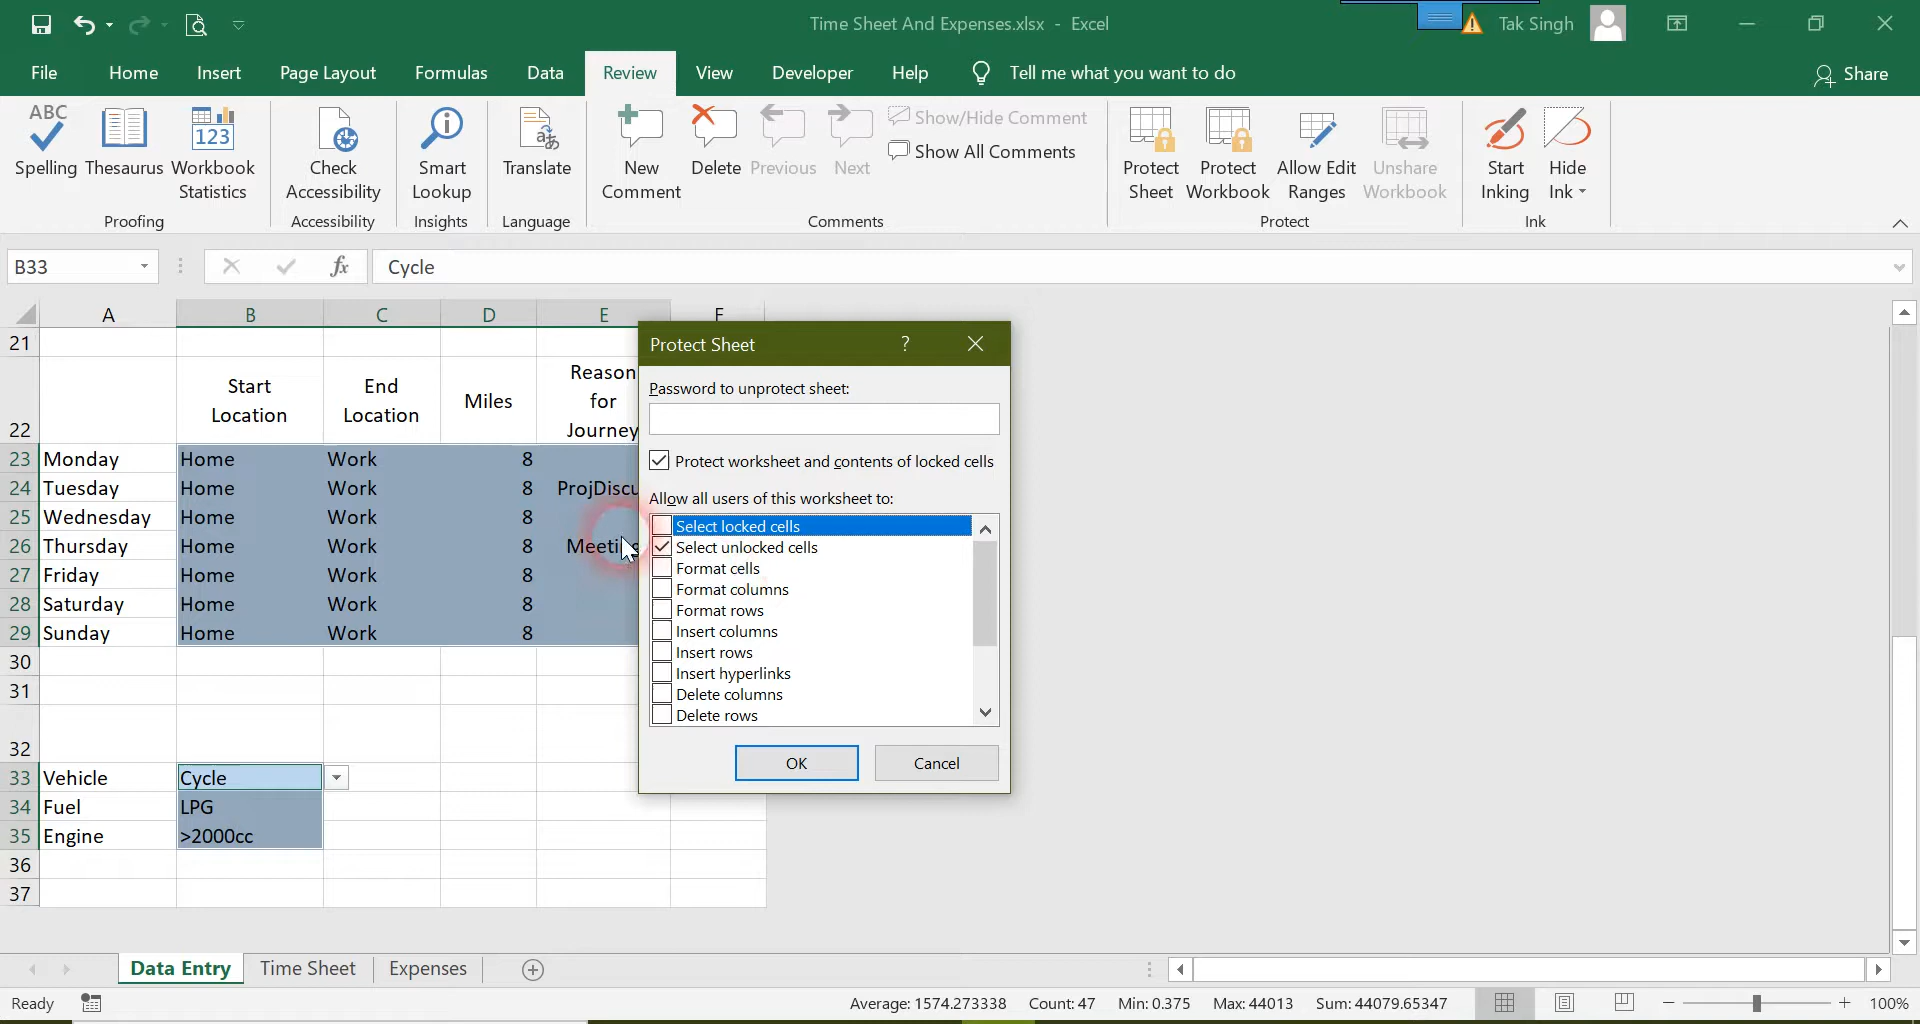 Time Sheet And Expenses.xlsx - Excel
Tak Singh
File Home Insert Page Layout Formulas Data Review View Developer Help Tell me what you want to do Share
ABC
Spelling
Thesaurus
123
Workbook Statistics
Proofing
Check Accessibility
Accessibility
Smart Lookup
Insights
Translate
Language
New Comment
Delete
Previous
Next
Show/Hide Comment
Show All Comments
Comments
Protect Sheet
Protect Workbook
Allow Edit Ranges
Unshare Workbook
Protect
Start Inking
Hide Ink
Ink
B33 fx Cycle
A B C D E F
21
22 Start Location End Location Miles Reason for Journey
23 Monday Home Work 8
24 Tuesday Home Work 8 ProjDiscu
25 Wednesday Home Work 8
26 Thursday Home Work 8
27 Friday Home Work 8
28 Saturday Home Work 8
29 Sunday Home Work 8
30
31
32
33 Vehicle Cycle
34 Fuel LPG
35 Engine >2000cc
36
37
Protect Sheet ?
Password to unprotect sheet:
Protect worksheet and contents of locked cells
Allow all users of this worksheet to:
Select locked cells
Select unlocked cells
Format cells
Format columns
Format rows
Insert columns
Insert rows
Insert hyperlinks
Delete columns
Delete rows
OK Cancel
Data Entry Time Sheet Expenses
Ready Average: 1574.273338 Count: 47 Min: 0.375 Max: 44013 Sum: 44079.65347 100%